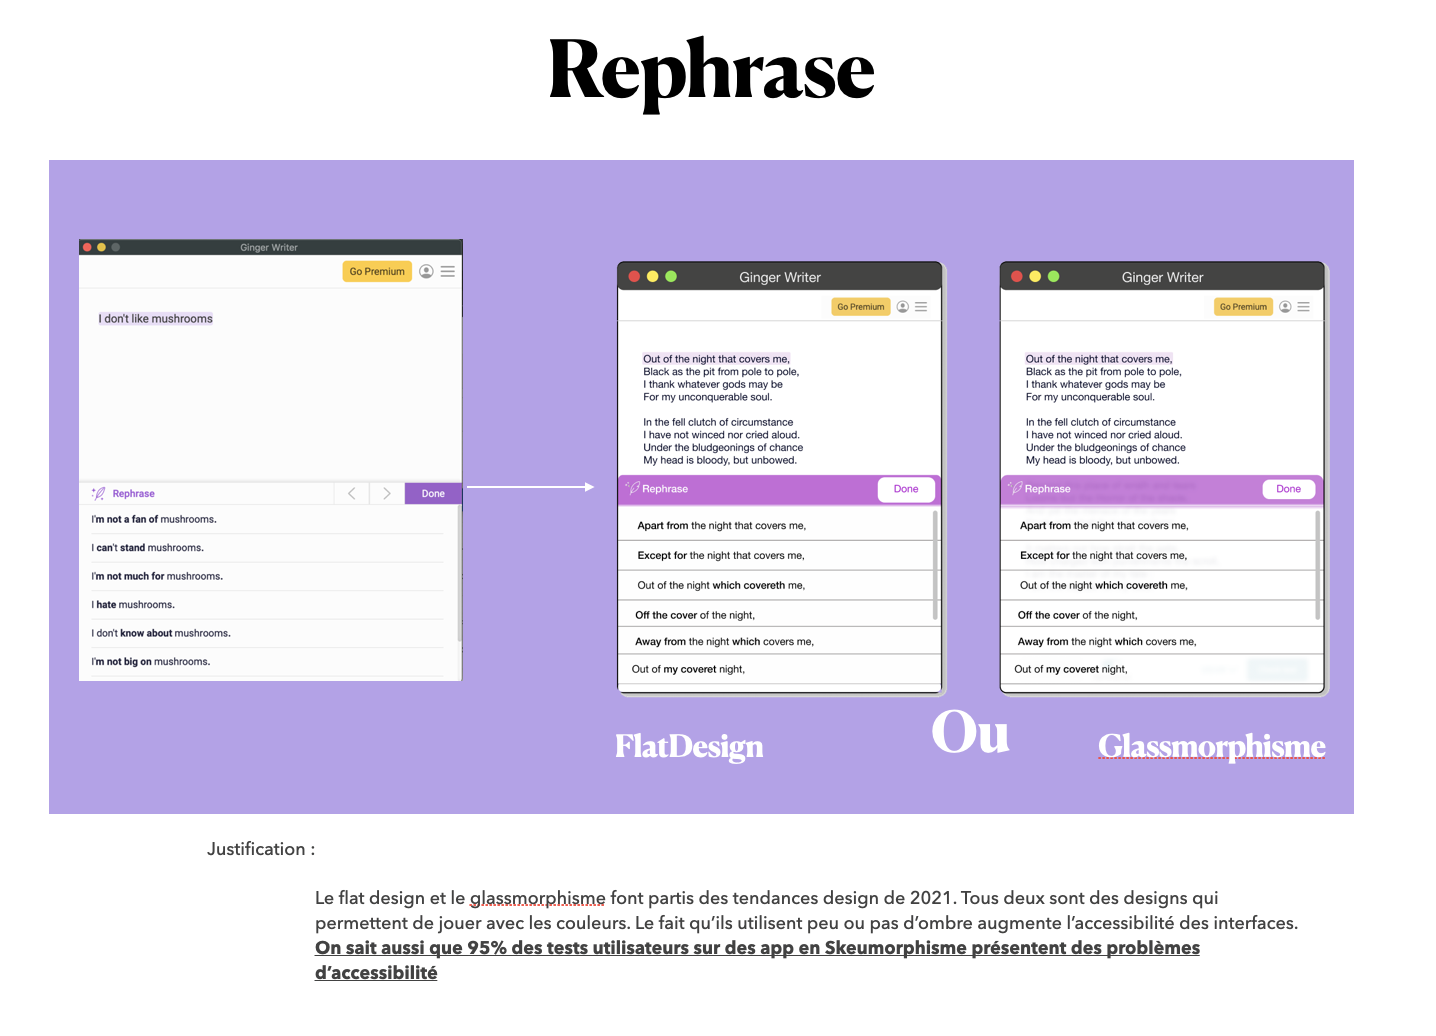 Rephrase
Ginger Writer
Go Premium
I don't like mushrooms
Rephrase
Done
I'm not a fan of mushrooms.
I can't stand mushrooms.
I'm not much for mushrooms.
I hate mushrooms.
I don't know about mushrooms.
I'm not big on mushrooms.
Ginger Writer
Go Premium
Out of the night that covers me,
Black as the pit from pole to pole,
I thank whatever gods may be
For my unconquerable soul.
In the fell clutch of circumstance
I have not winced nor cried aloud.
Under the bludgeonings of chance
My head is bloody, but unbowed.
Rephrase
Done
Apart from the night that covers me,
Except for the night that covers me,
Out of the night which covereth me,
Off the cover of the night,
Away from the night which covers me,
Out of my coveret night,
Ginger Writer
Go Premium
Out of the night that covers me,
Black as the pit from pole to pole,
I thank whatever gods may be
For my unconquerable soul.
In the fell clutch of circumstance
I have not winced nor cried aloud.
Under the bludgeonings of chance
My head is bloody, but unbowed.
Rephrase
Done
Apart from the night that covers me,
Except for the night that covers me,
Out of the night which covereth me,
Off the cover of the night,
Away from the night which covers me,
Out of my coveret night,
FlatDesign
Ou
Glassmorphisme
Justification :
Le flat design et le glassmorphisme font partis des tendances design de 2021. Tous deux sont des designs qui
permettent de jouer avec les couleurs. Le fait qu'ils utilisent peu ou pas d'ombre augmente l'accessibilité des interfaces.
On sait aussi que 95% des tests utilisateurs sur des app en Skeumorphisme présentent des problèmes
d'accessibilité